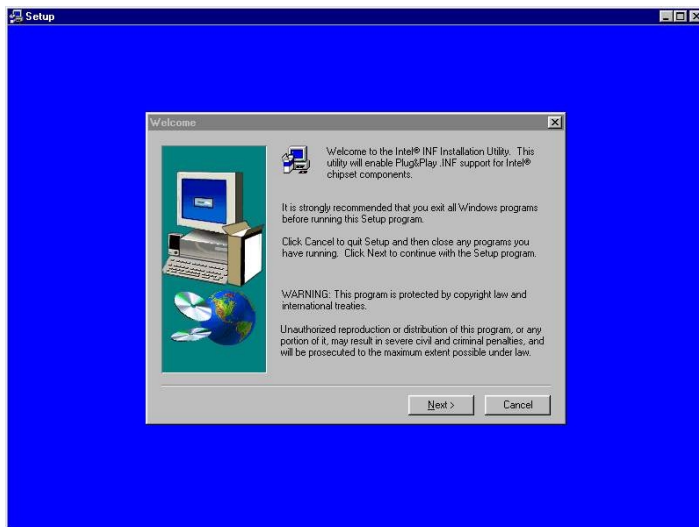 Setup
Welcome
Welcome to the Intel® INF Installation Utility. This
utility will enable Plug&Play .INF support for Intel®
chipset components.
It is strongly recommended that you exit all Windows programs
before running this Setup program.
Click Cancel to quit Setup and then close any programs you
have running. Click Next to continue with the Setup program.
WARNING: This program is protected by copyright law and
international treaties.
Unauthorized reproduction or distribution of this program, or any
portion of it, may result in severe civil and criminal penalties, and
will be prosecuted to the maximum extent possible under law.
Next >
Cancel